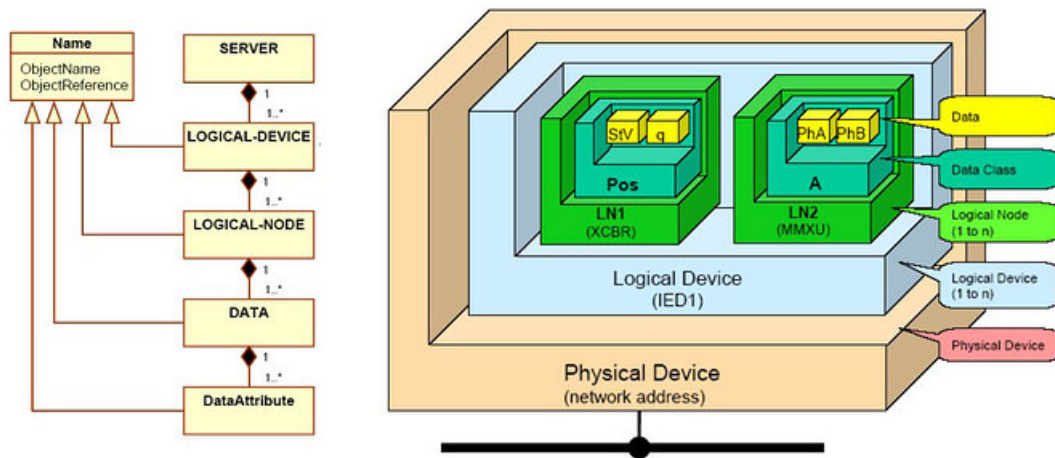 Name
ObjectName
ObjectReference
SERVER
1
1..*
LOGICAL-DEVICE
1
1..*
LOGICAL-NODE
1
1..*
DATA
1
1..*
DataAttribute
StV
q
Pos
LN1
(XCBR)
PhA
PhB
A
LN2
(MMXU)
Logical Device
(IED1)
Physical Device
(network address)
Data
Data Class
Logical Node
(1 to n)
Logical Device
(1 to n)
Physical Device